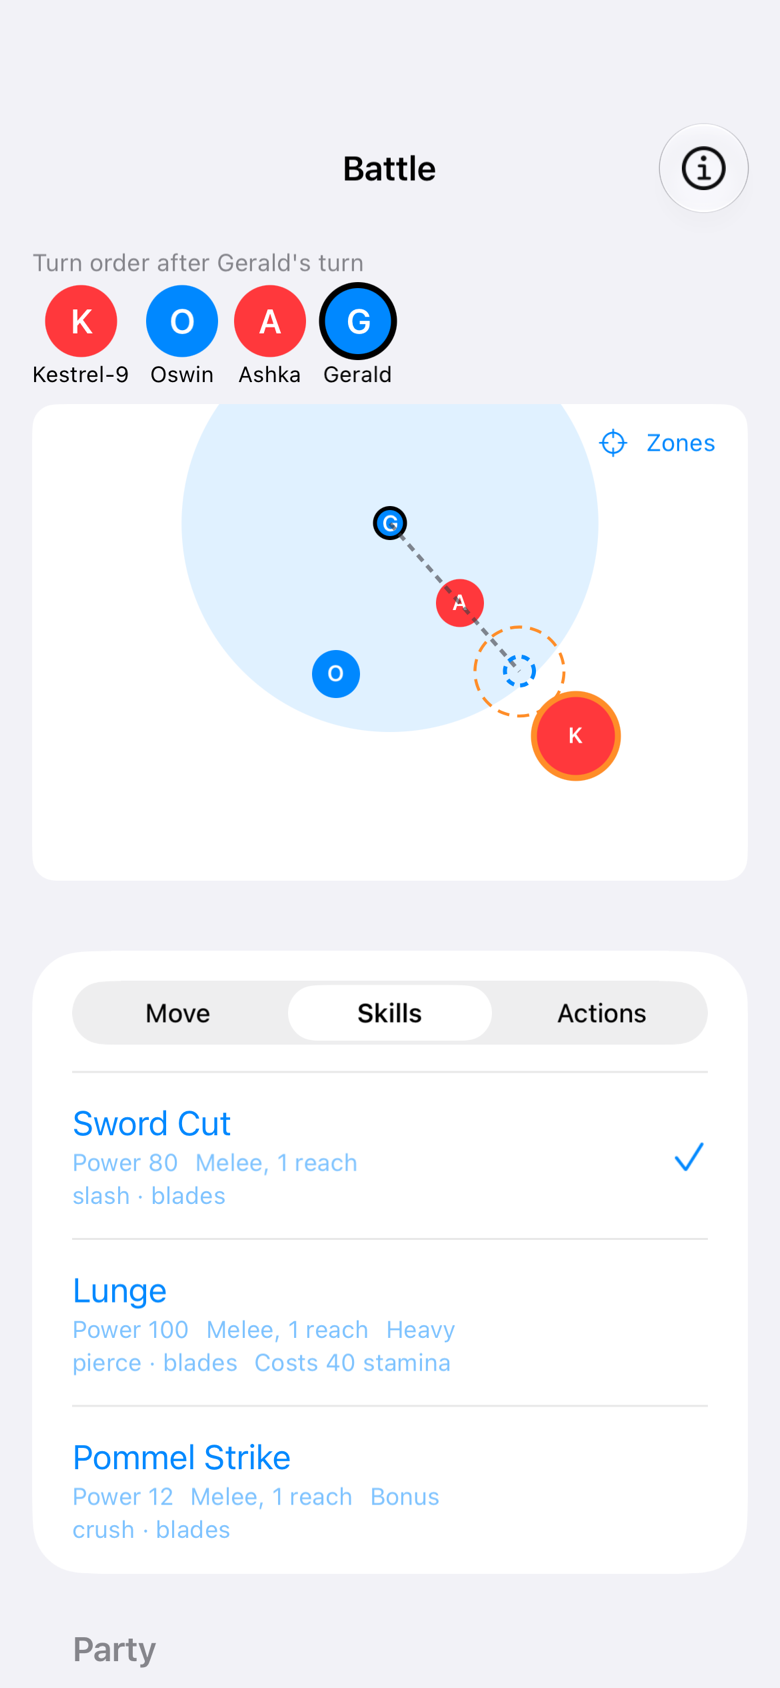 Battle
Turn order after Gerald's turn
K O A G
Kestrel-9 Oswin Ashka Gerald
Zones
G
A
O
K
Move Skills Actions
Sword Cut
Power 80 Melee, 1 reach
slash · blades
Lunge
Power 100 Melee, 1 reach Heavy
pierce · blades Costs 40 stamina
Pommel Strike
Power 12 Melee, 1 reach Bonus
crush · blades
Party